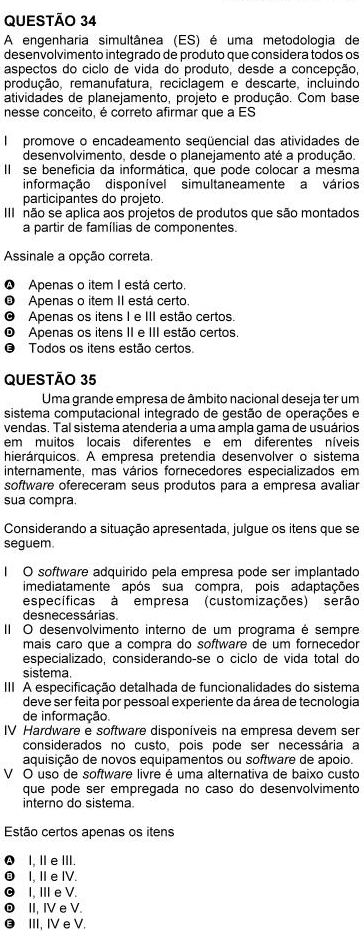 QUESTÃO 34
A engenharia simultânea (ES) é uma metodologia de
desenvolvimento integrado de produto que considera todos os
aspectos do ciclo de vida do produto, desde a concepção,
produção, remanufatura, reciclagem e descarte, incluindo
atividades de planejamento, projeto e produção. Com base
nesse conceito, é correto afirmar que a ES
I promove o encadeamento seqüencial das atividades de
desenvolvimento, desde o planejamento até a produção.
II se beneficia da informática, que pode colocar a mesma
informação disponível simultaneamente a vários
participantes do projeto.
III não se aplica aos projetos de produtos que são montados
a partir de famílias de componentes.
Assinale a opção correta.
A Apenas o item I está certo.
B Apenas o item II está certo.
C Apenas os itens I e III estão certos.
D Apenas os itens II e III estão certos.
E Todos os itens estão certos.
QUESTÃO 35
Uma grande empresa de âmbito nacional deseja ter um
sistema computacional integrado de gestão de operações e
vendas. Tal sistema atenderia a uma ampla gama de usuários
em muitos locais diferentes e em diferentes níveis
hierárquicos. A empresa pretendia desenvolver o sistema
internamente, mas vários fornecedores especializados em
software ofereceram seus produtos para a empresa avaliar
sua compra.
Considerando a situação apresentada, julgue os itens que se
seguem.
I O software adquirido pela empresa pode ser implantado
imediatamente após sua compra, pois adaptações
específicas à empresa (customizações) serão
desnecessárias.
II O desenvolvimento interno de um programa é sempre
mais caro que a compra do software de um fornecedor
especializado, considerando-se o ciclo de vida total do
sistema.
III A especificação detalhada de funcionalidades do sistema
deve ser feita por pessoal experiente da área de tecnologia
de informação.
IV Hardware e software disponíveis na empresa devem ser
considerados no custo, pois pode ser necessária a
aquisição de novos equipamentos ou software de apoio.
V O uso de software livre é uma alternativa de baixo custo
que pode ser empregada no caso do desenvolvimento
interno do sistema.
Estão certos apenas os itens
A I, II e III.
B I, II e IV.
C I, III e V.
D II, IV e V.
E III, IV e V.